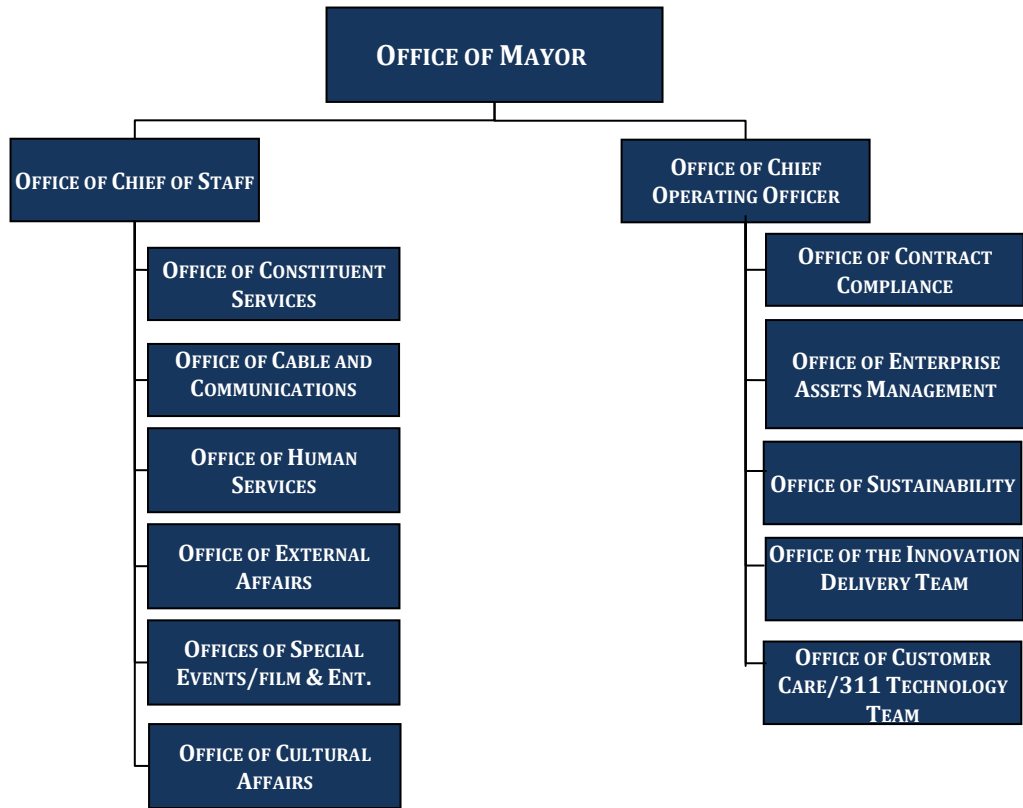 OFFICE OF MAYOR
OFFICE OF CHIEF OF STAFF
OFFICE OF CHIEF
OPERATING OFFICER
OFFICE OF CONSTITUENT
SERVICES
OFFICE OF CABLE AND
COMMUNICATIONS
OFFICE OF HUMAN
SERVICES
OFFICE OF EXTERNAL
AFFAIRS
OFFICES OF SPECIAL
EVENTS/FILM & ENT.
OFFICE OF CULTURAL
AFFAIRS
OFFICE OF CONTRACT
COMPLIANCE
OFFICE OF ENTERPRISE
ASSETS MANAGEMENT
OFFICE OF SUSTAINABILITY
OFFICE OF THE INNOVATION
DELIVERY TEAM
OFFICE OF CUSTOMER
CARE/311 TECHNOLOGY
TEAM